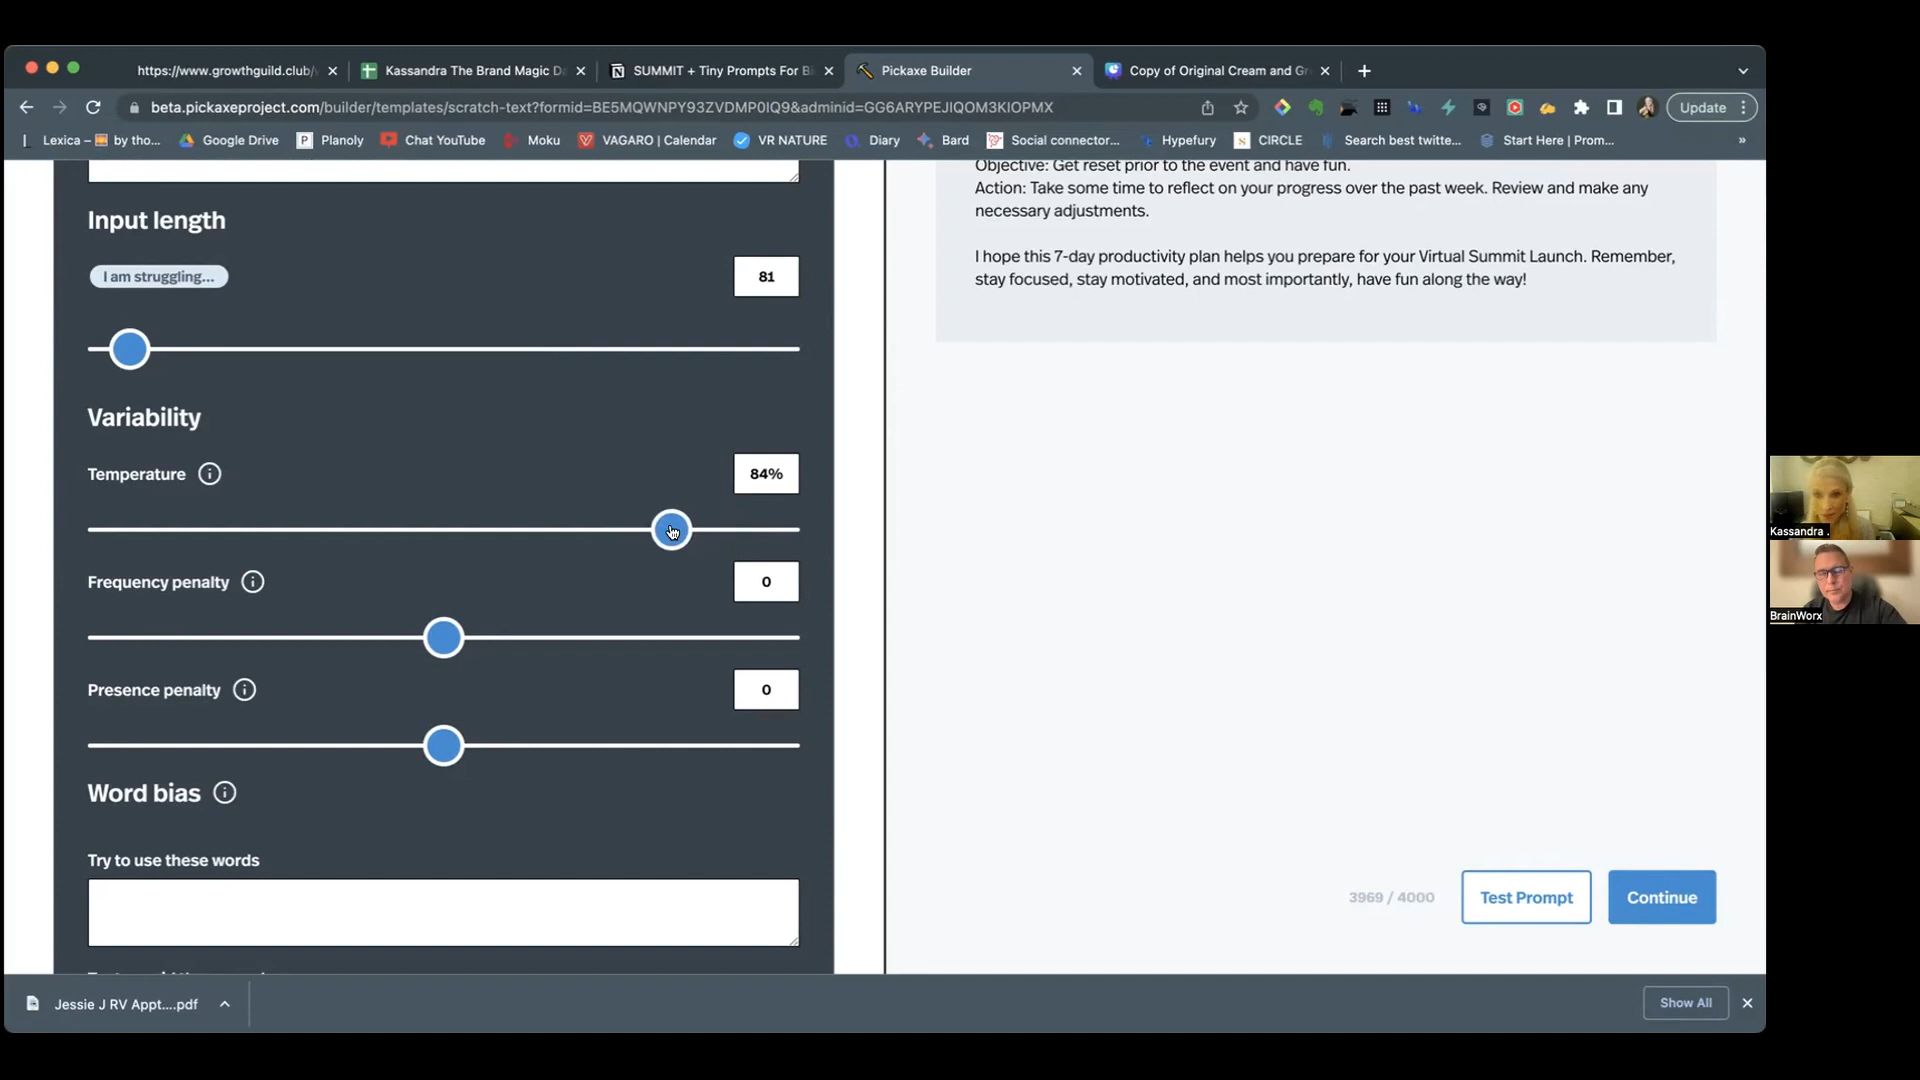 https://www.growthguild.club/
Kassandra The Brand Magic Da
SUMMIT + Tiny Prompts For B
Pickaxe Builder
Copy of Original Cream and Gr
beta.pickaxeproject.com/builder/templates/scratch-text?formid=BE5MQWNPY93ZVDMP0IQ9&adminid=GG6ARYPEJIQOM3KIOPMX
Update
Lexica – by tho...
Google Drive
Planoly
Chat YouTube
Moku
VAGARO | Calendar
VR NATURE
Diary
Bard
Social connector...
Hypefury
CIRCLE
Search best twitte...
Start Here | Prom...
»
Input length
I am struggling...
81
Variability
Temperature
84%
Frequency penalty
0
Presence penalty
0
Word bias
Try to use these words
Objective: Get reset prior to the event and have fun.
Action: Take some time to reflect on your progress over the past week. Review and make any
necessary adjustments.
I hope this 7-day productivity plan helps you prepare for your Virtual Summit Launch. Remember,
stay focused, stay motivated, and most importantly, have fun along the way!
3969 / 4000
Test Prompt
Continue
Jessie J RV Appt....pdf
Show All
Kassandra .
BrainWorx